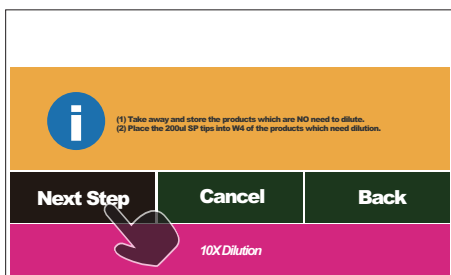 i
(1) Take away and store the products which are NO need to dilute.
(2) Place the 200ul SP tips into W4 of the products which need dilution.
Next Step Cancel Back
10X Dilution